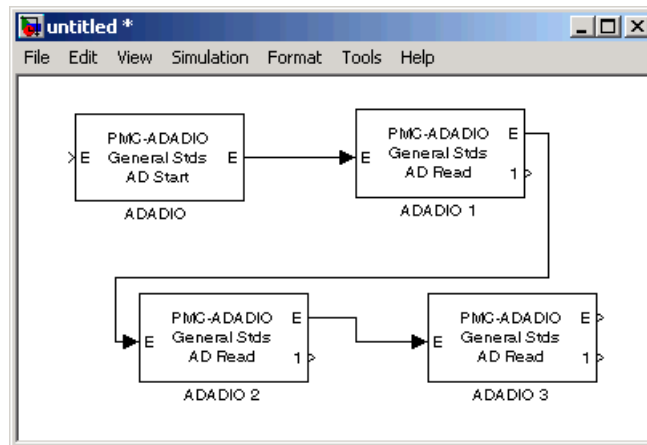 untitled *
File Edit View Simulation Format Tools Help
PMC-ADADIO
E General Stds E
AD Start
ADADIO
PMC-ADADIO E
E General Stds
AD Read 1
ADADIO 1
PMC-ADADIO E
E General Stds
AD Read 1
ADADIO 2
PMC-ADADIO E
E General Stds
AD Read 1
ADADIO 3